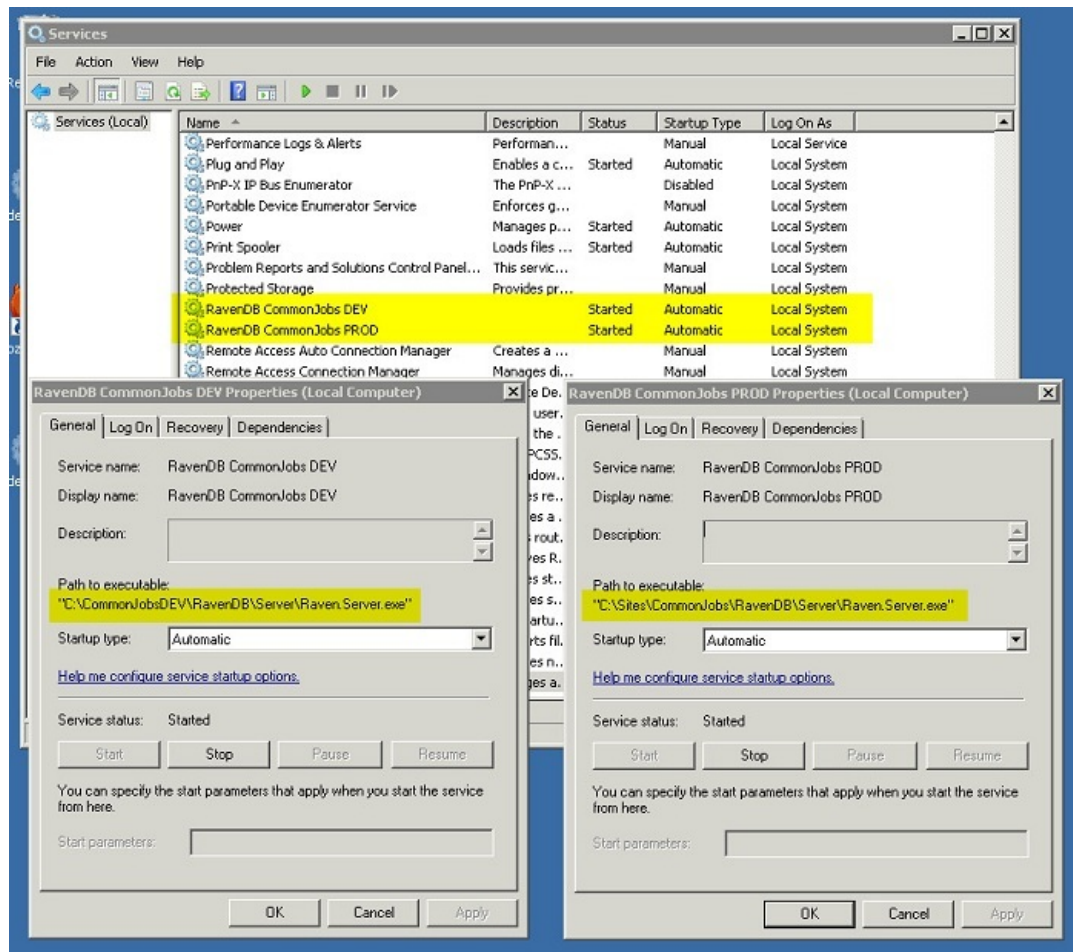 Services
File Action View Help
Services (Local)
Name Description Status Startup Type Log On As
Performance Logs & Alerts Performan... Manual Local Service
Plug and Play Enables a c... Started Automatic Local System
PnP-X IP Bus Enumerator The PnP-X ... Disabled Local System
Portable Device Enumerator Service Enforces g... Manual Local System
Power Manages p... Started Automatic Local System
Print Spooler Loads files ... Started Automatic Local System
Problem Reports and Solutions Control Panel... This servic... Manual Local System
Protected Storage Provides pr... Manual Local System
RavenDB CommonJobs DEV Started Automatic Local System
RavenDB CommonJobs PROD Started Automatic Local System
Remote Access Auto Connection Manager Creates a ... Manual Local System
Remote Access Connection Manager Manages di... Manual Local System
RavenDB CommonJobs DEV Properties (Local Computer)
General Log On Recovery Dependencies
Service name: RavenDB CommonJobs DEV
Display name: RavenDB CommonJobs DEV
Description:
Path to executable:
"C:\CommonJobsDEV\RavenDB\Server\Raven.Server.exe"
Startup type: Automatic
Help me configure service startup options.
Service status: Started
Start Stop Pause Resume
You can specify the start parameters that apply when you start the service
from here.
Start parameters:
OK Cancel Apply
RavenDB CommonJobs PROD Properties (Local Computer)
General Log On Recovery Dependencies
Service name: RavenDB CommonJobs PROD
Display name: RavenDB CommonJobs PROD
Description:
Path to executable:
"C:\Sites\CommonJobs\RavenDB\Server\Raven.Server.exe"
Startup type: Automatic
Help me configure service startup options.
Service status: Started
Start Stop Pause Resume
You can specify the start parameters that apply when you start the service
from here.
Start parameters:
OK Cancel Apply